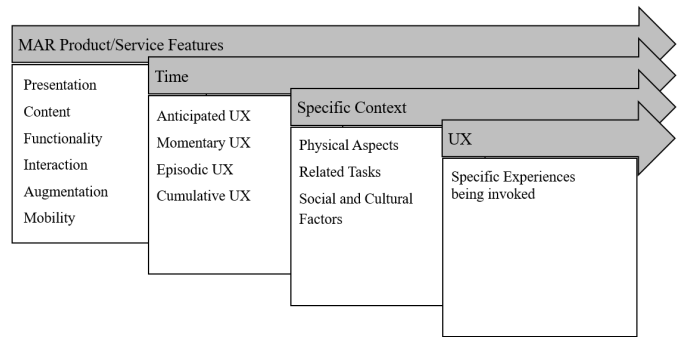 MAR Product/Service Features
Presentation
Content
Functionality
Interaction
Augmentation
Mobility
Time
Anticipated UX
Momentary UX
Episodic UX
Cumulative UX
Specific Context
Physical Aspects
Related Tasks
Social and Cultural
Factors
UX
Specific Experiences
being invoked